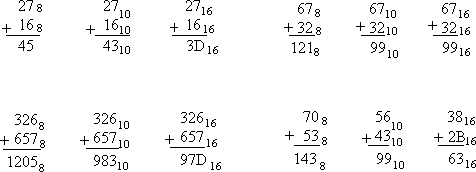 27₈ 27₁₀ 27₁₆ 67₈ 67₁₀ 67₁₆
+ 16₈ + 16₁₀ + 16₁₆ + 32₈ + 32₁₀ + 32₁₆
45 43₁₀ 3D₁₆ 121₈ 99₁₀ 99₁₆
326₈ 326₁₀ 326₁₆ 70₈ 56₁₀ 38₁₆
+ 657₈ + 657₁₀ + 657₁₆ + 53₈ + 43₁₀ + 2B₁₆
1205₈ 983₁₀ 97D₁₆ 143₈ 99₁₀ 63₁₆